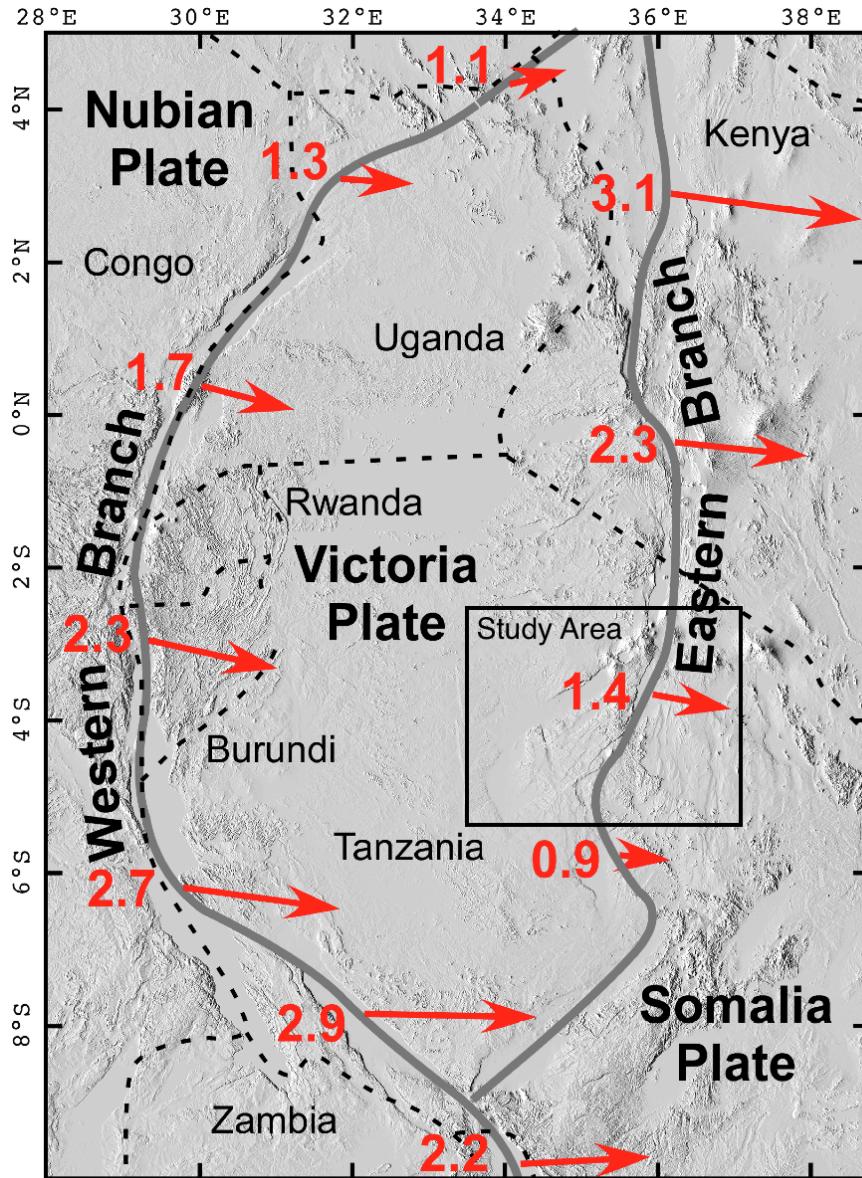 28°E 30°E 32°E 34°E 36°E 38°E
1.1
4°N
Nubian
Plate
Kenya
1.3
3.1
2°N
Congo
Uganda
1.7
0°N
Branch
2.3
Rwanda
Victoria
Plate
2°S
Branch
Eastern
2.3
Study Area
1.4
4°S
Burundi
Western
Tanzania
0.9
6°S
2.7
Somalia
Plate
2.9
8°S
Zambia
2.2